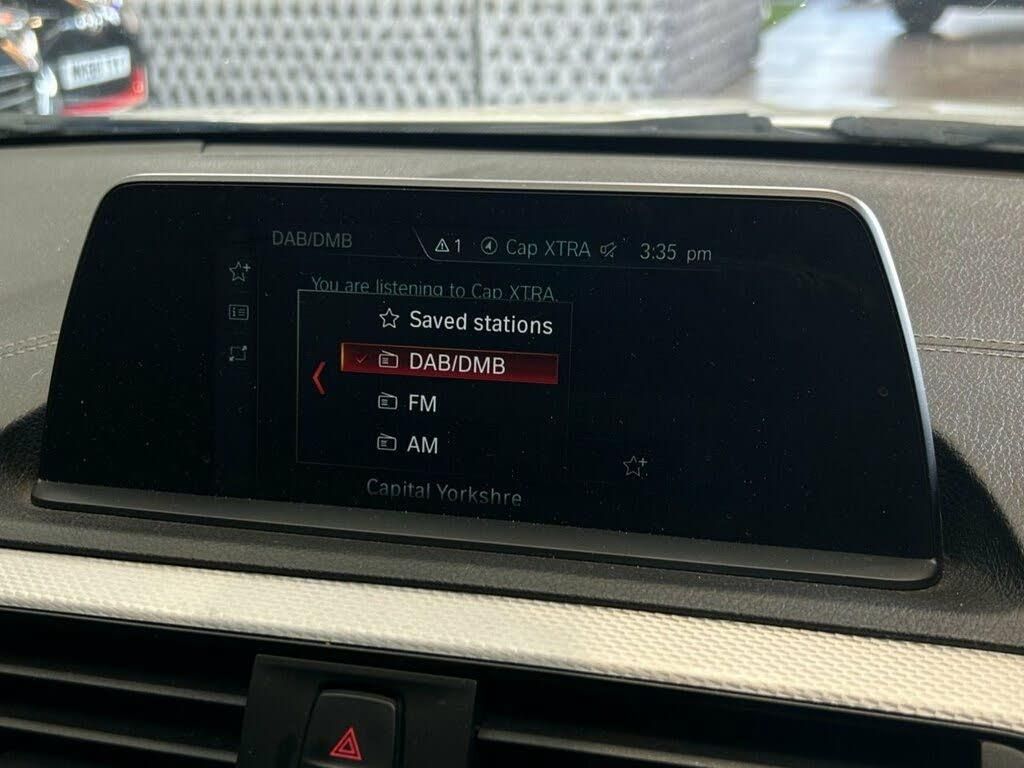 DAB/DMB
1 Cap XTRA 3:35 pm
You are listening to Cap XTRA.
Saved stations
DAB/DMB
FM
AM
Capital Yorkshre